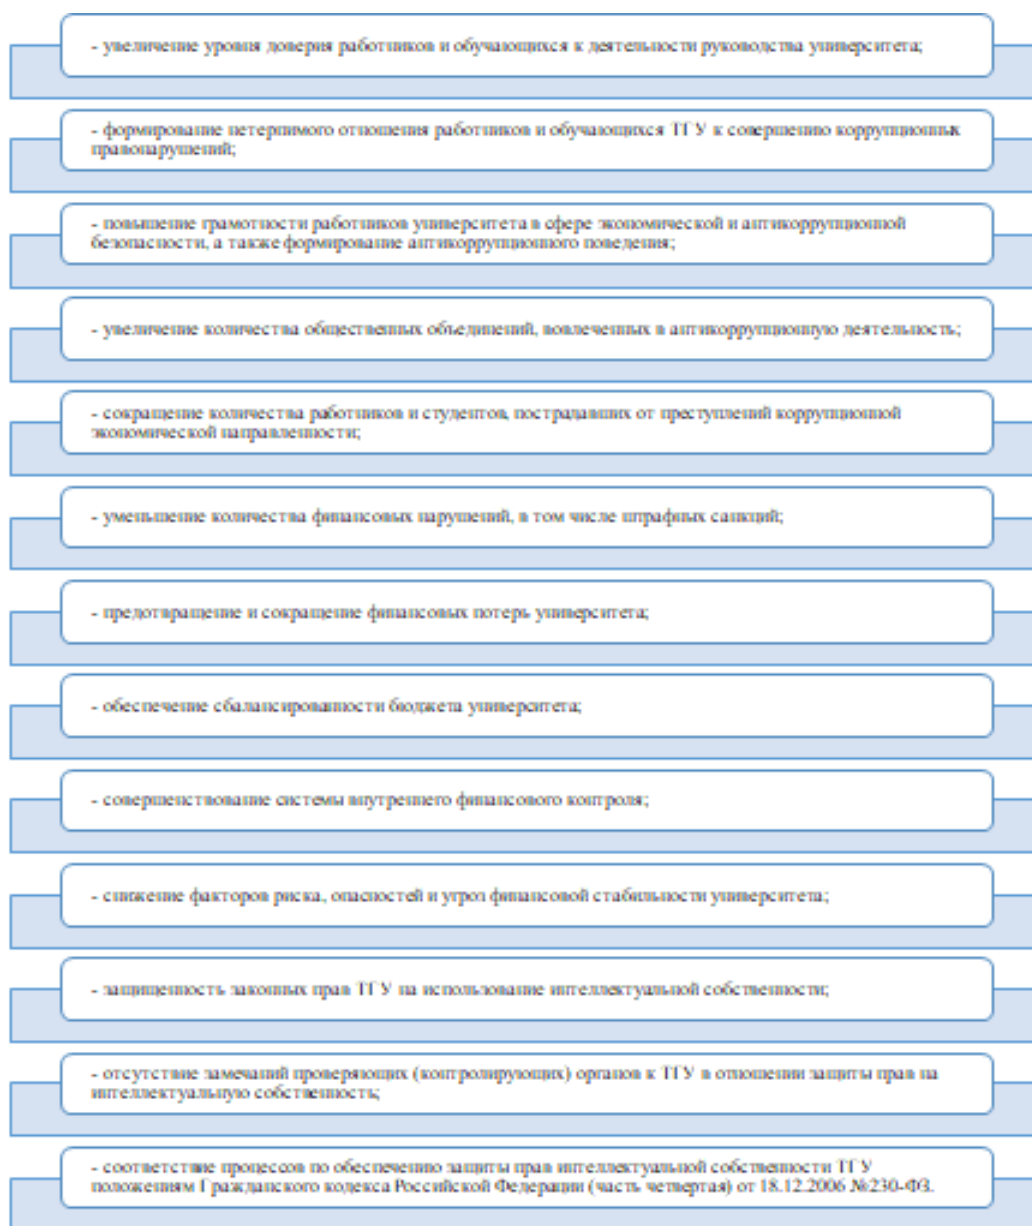 - увеличение уровня доверия работников и обучающихся к деятельности руководства университета;
- формирование нетерпимого отношения работников и обучающихся ТГУ к совершению коррупционных
правонарушений;
- повышение грамотности работников университета в сфере экономической и антикоррупционной
безопасности, а также формирование антикоррупционного поведения;
- увеличение количества общественных объединений, вовлеченных в антикоррупционную деятельность;
- сокращение количества работников и студентов, пострадавших от преступлений коррупционной
экономической направленности;
- уменьшение количества финансовых нарушений, в том числе штрафных санкций;
- предотвращение и сокращение финансовых потерь университета;
- обеспечение сбалансированности бюджета университета;
- совершенствование системы внутреннего финансового контроля;
- снижение факторов риска, опасностей и угроз финансовой стабильности университета;
- защищенность законных прав ТГУ на использование интеллектуальной собственности;
- отсутствие замечаний проверяющих (контролирующих) органов к ТГУ в отношении защиты прав на
интеллектуальную собственность;
- соответствие процессов по обеспечению защиты прав интеллектуальной собственности ТГУ
положениям Гражданского кодекса Российской Федерации (часть четвертая) от 18.12.2006 №230-ФЗ.